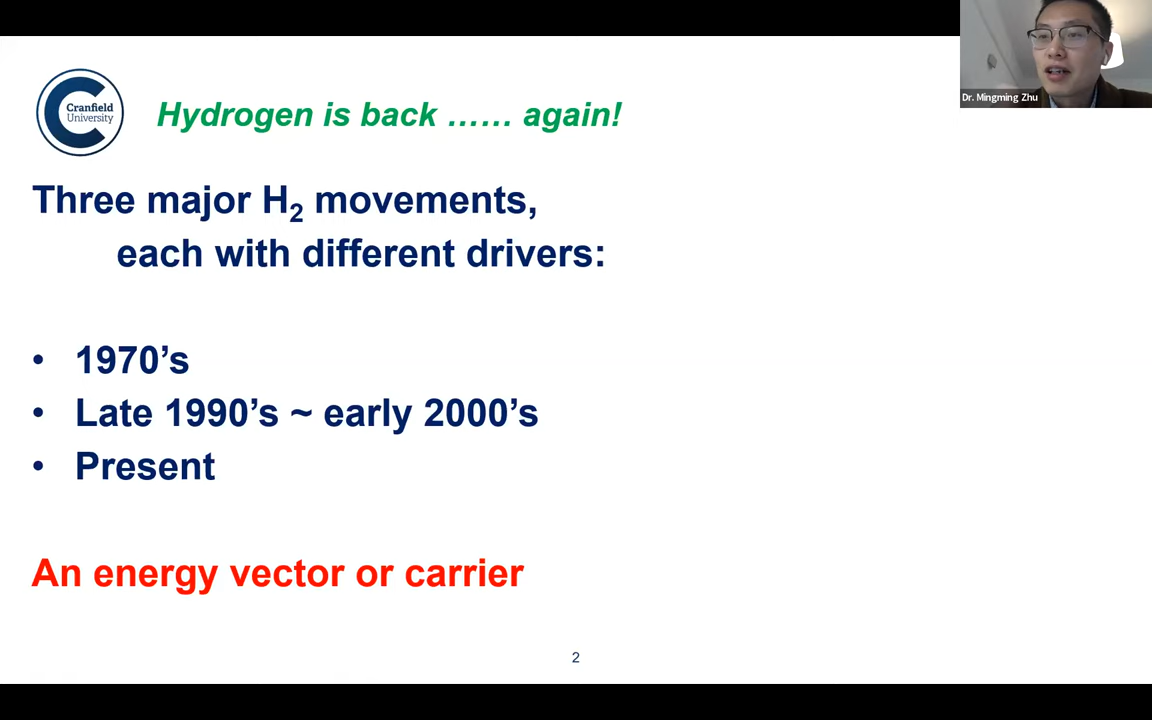 Cranfield
University
Hydrogen is back …… again!
Dr. Mingming Zhu
Three major H₂ movements,
each with different drivers:
• 1970’s
• Late 1990’s ~ early 2000’s
• Present
An energy vector or carrier
2